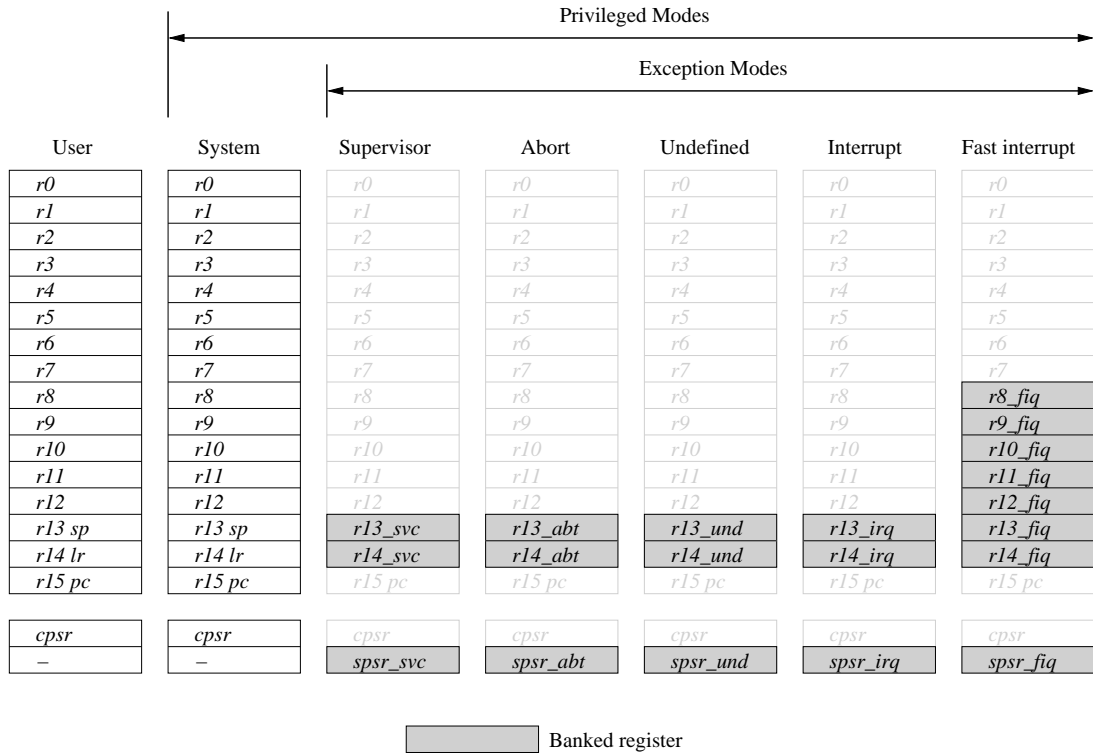 Privileged Modes
Exception Modes
User System Supervisor Abort Undefined Interrupt Fast interrupt
r0 r0 r0 r0 r0 r0 r0
r1 r1 r1 r1 r1 r1 r1
r2 r2 r2 r2 r2 r2 r2
r3 r3 r3 r3 r3 r3 r3
r4 r4 r4 r4 r4 r4 r4
r5 r5 r5 r5 r5 r5 r5
r6 r6 r6 r6 r6 r6 r6
r7 r7 r7 r7 r7 r7 r7
r8 r8 r8 r8 r8 r8 r8_fiq
r9 r9 r9 r9 r9 r9 r9_fiq
r10 r10 r10 r10 r10 r10 r10_fiq
r11 r11 r11 r11 r11 r11 r11_fiq
r12 r12 r12 r12 r12 r12 r12_fiq
r13 sp r13 sp r13_svc r13_abt r13_und r13_irq r13_fiq
r14 lr r14 lr r14_svc r14_abt r14_und r14_irq r14_fiq
r15 pc r15 pc r15 pc r15 pc r15 pc r15 pc r15 pc
cpsr cpsr cpsr cpsr cpsr cpsr cpsr
– – spsr_svc spsr_abt spsr_und spsr_irq spsr_fiq
Banked register